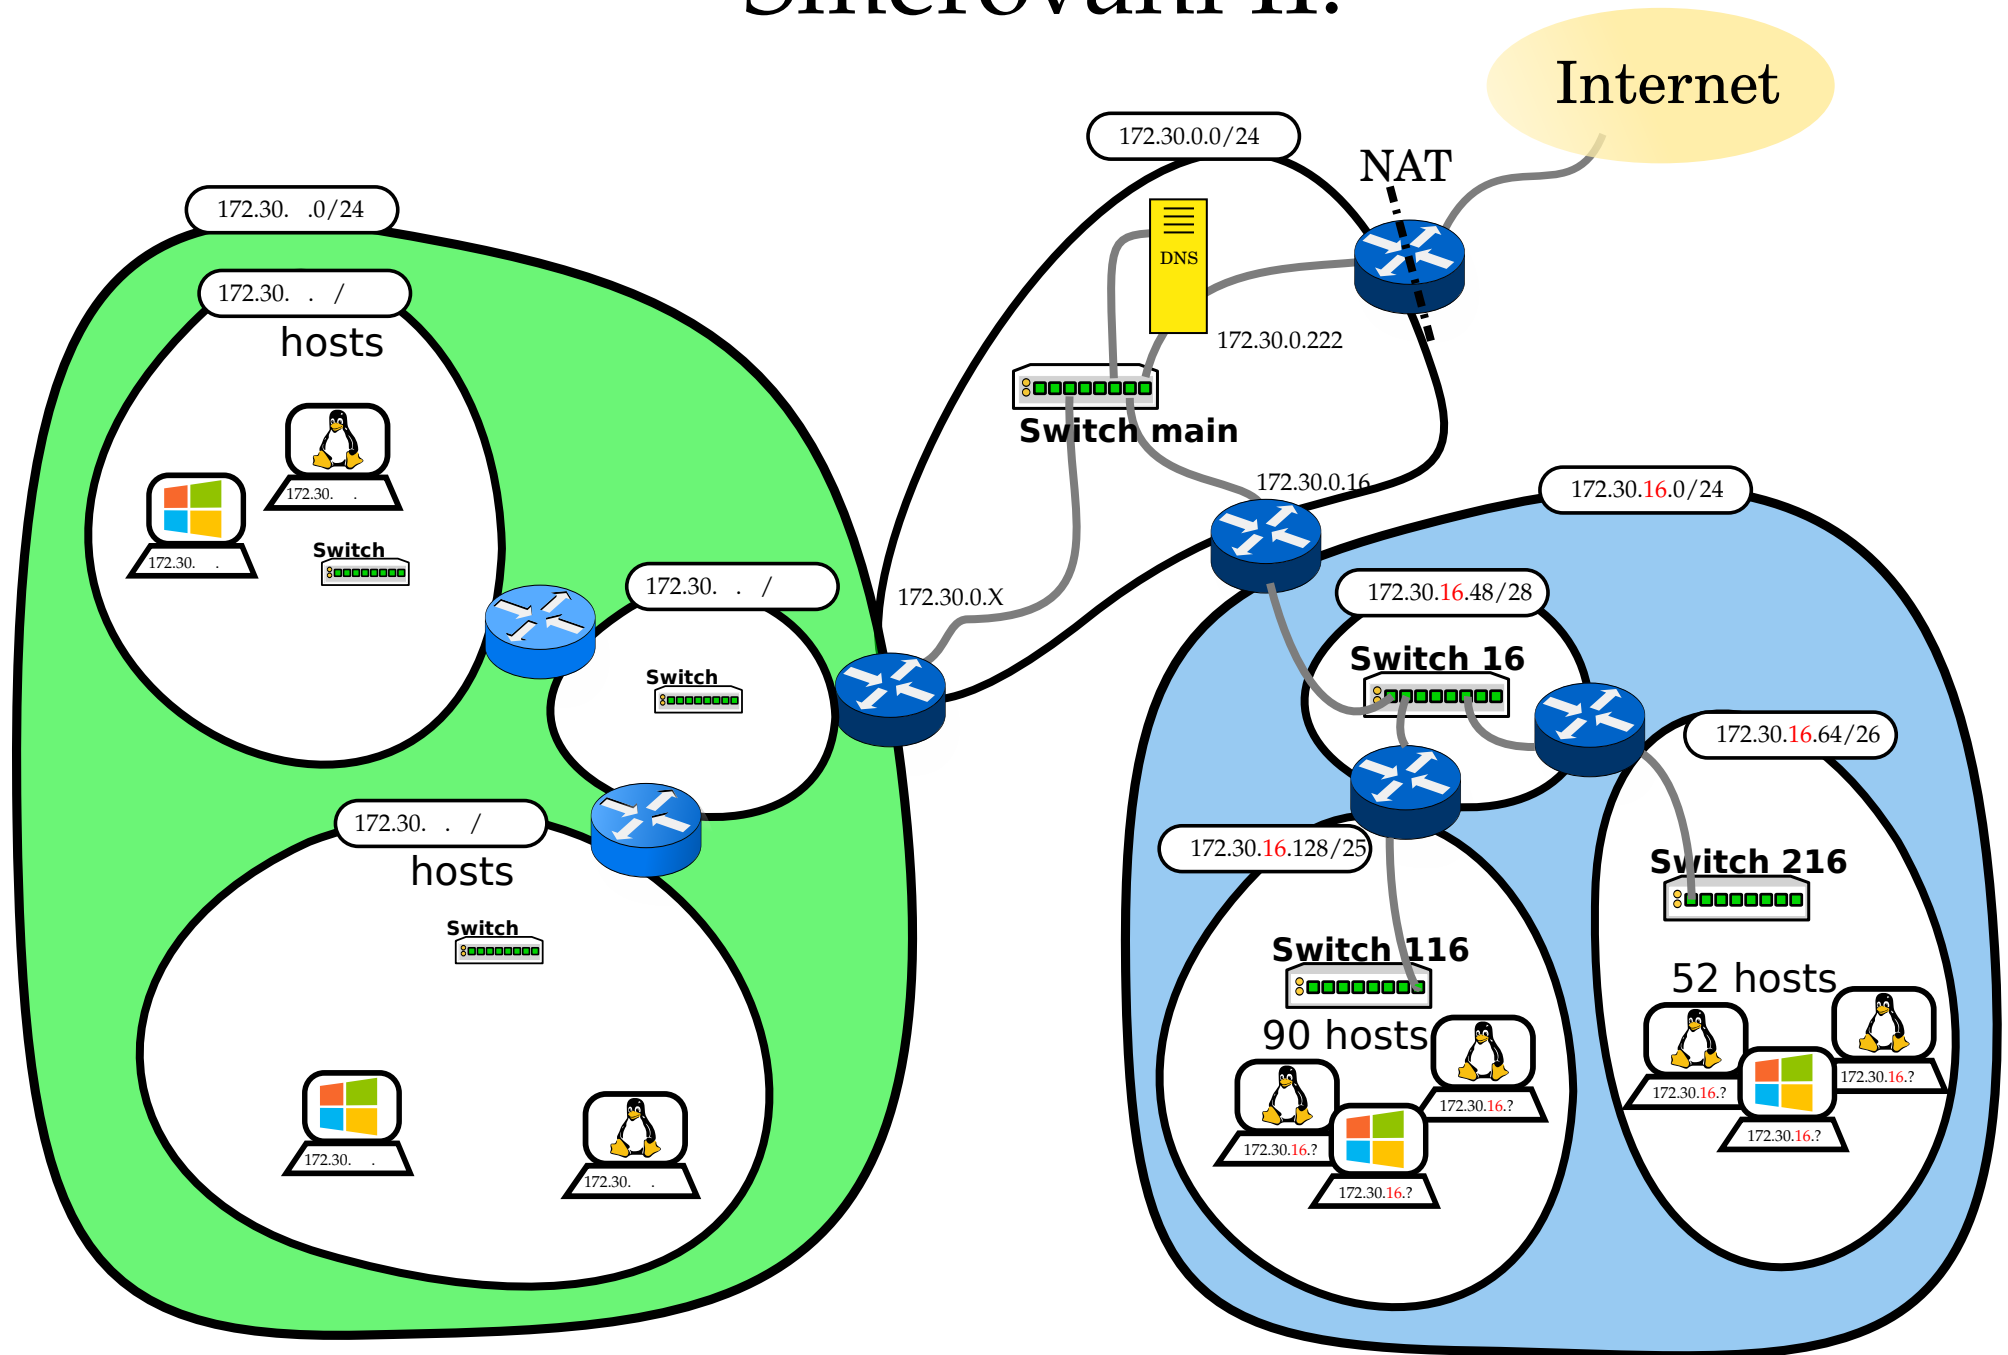 Směrování II.
Internet
172.30.0.0/24
NAT
172.30. .0/24
DNS
172.30. . /
hosts
172.30.0.222
Switch main
172.30.0.16
172.30.16.0/24
172.30. .
172.30. .
Switch
172.30. . /
172.30.0.X
172.30.16.48/28
Switch 16
Switch
172.30.16.64/26
172.30. . /
hosts
172.30.16.128/25
Switch 216
Switch
Switch 116
52 hosts
90 hosts
172.30.16.?
172.30.16.?
172.30.16.?
172.30.16.?
172.30.16.?
172.30.16.?
172.30. .
172.30. .